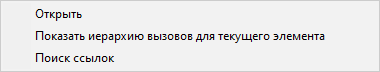 Открыть
Показать иерархию вызовов для текущего элемента
Поиск ссылок